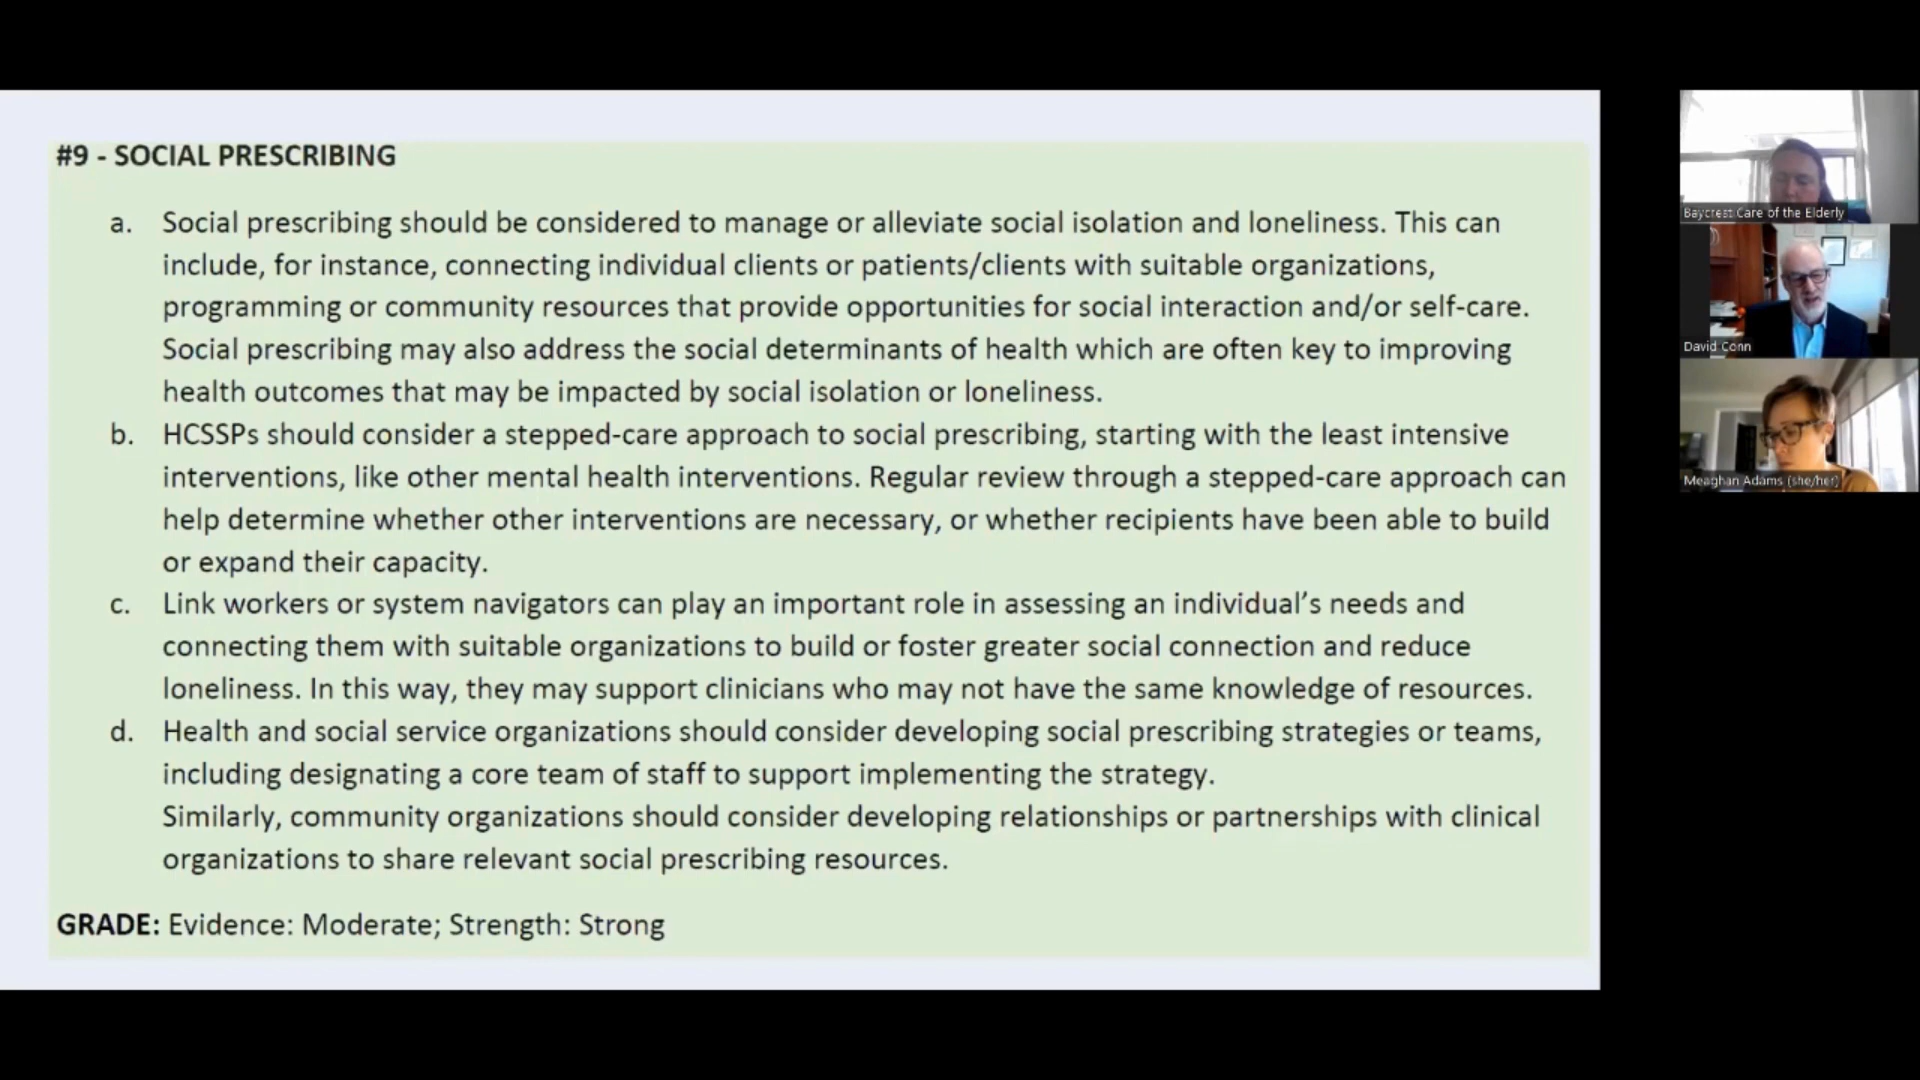 #9 - SOCIAL PRESCRIBING
a. Social prescribing should be considered to manage or alleviate social isolation and loneliness. This can
include, for instance, connecting individual clients or patients/clients with suitable organizations,
programming or community resources that provide opportunities for social interaction and/or self-care.
Social prescribing may also address the social determinants of health which are often key to improving
health outcomes that may be impacted by social isolation or loneliness.
b. HCSSPs should consider a stepped-care approach to social prescribing, starting with the least intensive
interventions, like other mental health interventions. Regular review through a stepped-care approach can
help determine whether other interventions are necessary, or whether recipients have been able to build
or expand their capacity.
c. Link workers or system navigators can play an important role in assessing an individual’s needs and
connecting them with suitable organizations to build or foster greater social connection and reduce
loneliness. In this way, they may support clinicians who may not have the same knowledge of resources.
d. Health and social service organizations should consider developing social prescribing strategies or teams,
including designating a core team of staff to support implementing the strategy.
Similarly, community organizations should consider developing relationships or partnerships with clinical
organizations to share relevant social prescribing resources.
GRADE: Evidence: Moderate; Strength: Strong
Baycrest Care of the Elderly
David Conn
Meaghan Adams (she/her)